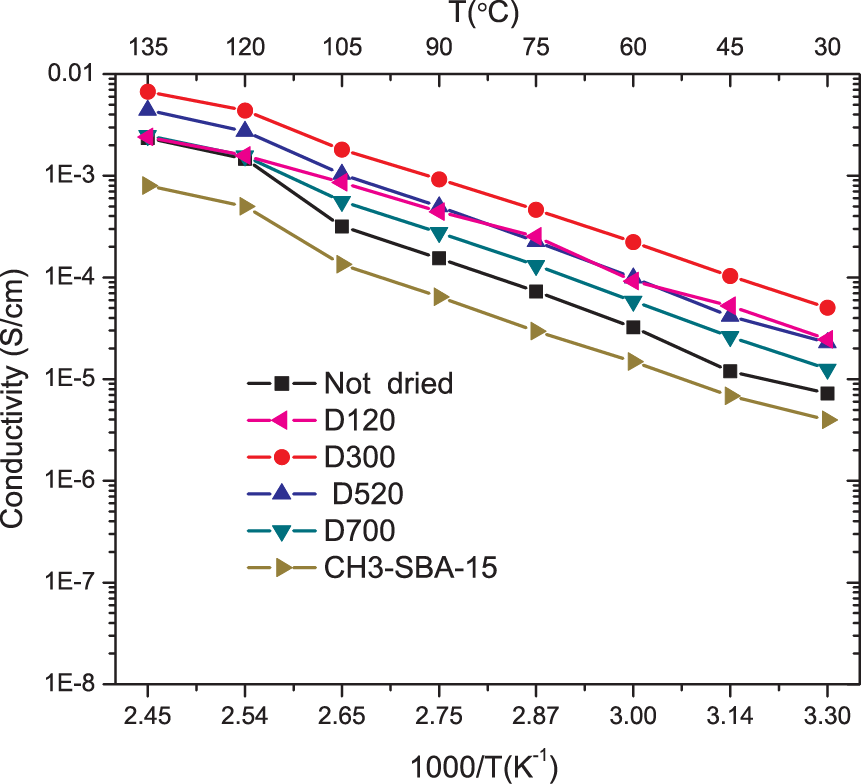 T(°C)
135 120 105 90 75 60 45 30
0.01
1E-3
1E-4
1E-5
1E-6
1E-7
1E-8
Conductivity (S/cm)
Not dried
D120
D300
D520
D700
CH3-SBA-15
2.45 2.54 2.65 2.75 2.87 3.00 3.14 3.30
1000/T(K⁻¹)